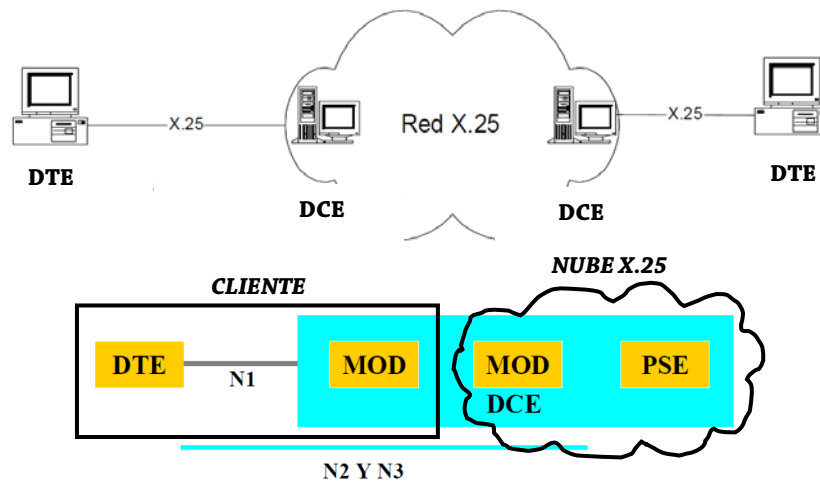 X.25
Red X.25
X.25
DTE
DTE
DCE
DCE
CLIENTE
NUBE X.25
DTE
N1
MOD
MOD
PSE
DCE
N2 Y N3